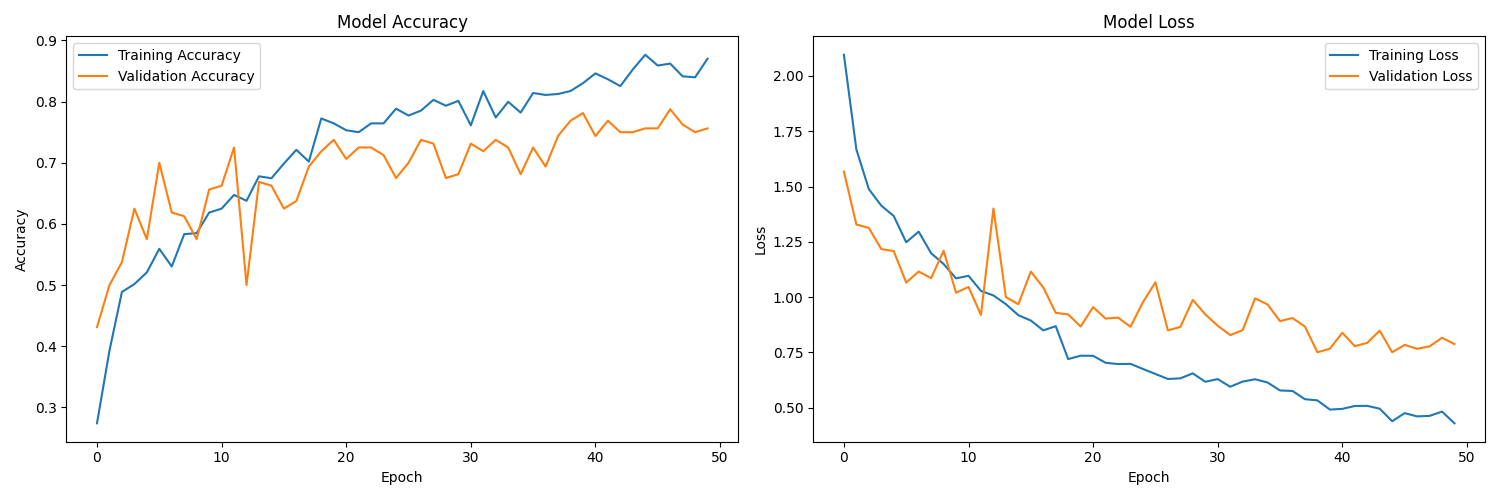 Model Accuracy
Training Accuracy
Validation Accuracy
0.9
0.8
0.7
0.6
0.5
0.4
0.3
Accuracy
0 10 20 30 40 50
Epoch
Model Loss
Training Loss
Validation Loss
2.00
1.75
1.50
1.25
1.00
0.75
0.50
Loss
0 10 20 30 40 50
Epoch